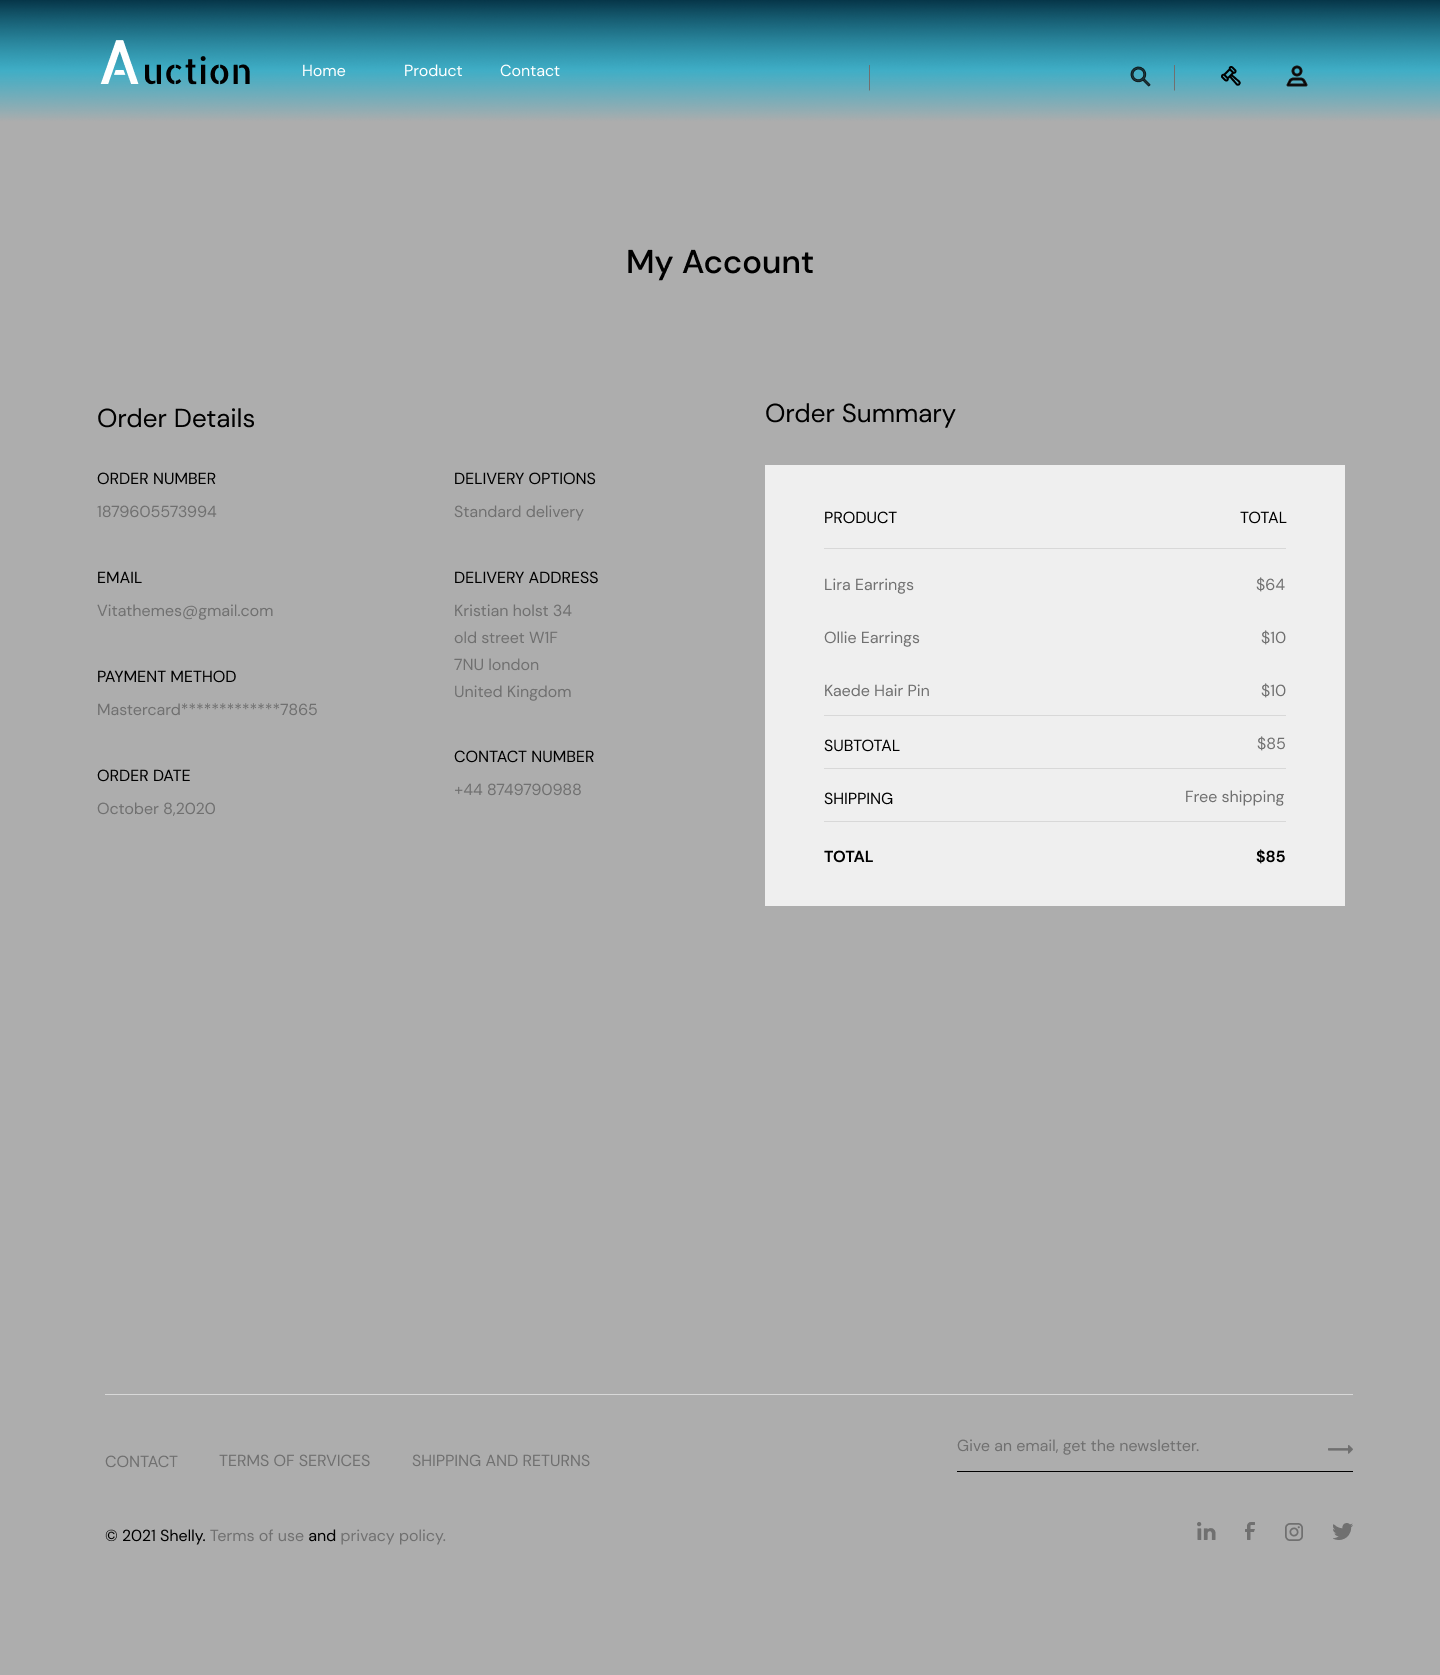 Auction
Home Product Contact
My Account
Order Details
ORDER NUMBER
1879605573994
EMAIL
Vitathemes@gmail.com
PAYMENT METHOD
Mastercard*************7865
ORDER DATE
October 8,2020
DELIVERY OPTIONS
Standard delivery
DELIVERY ADDRESS
Kristian holst 34
old street W1F
7NU london
United Kingdom
CONTACT NUMBER
+44 8749790988
Order Summary
PRODUCT TOTAL
Lira Earrings $64
Ollie Earrings $10
Kaede Hair Pin $10
SUBTOTAL $85
SHIPPING Free shipping
TOTAL $85
CONTACT TERMS OF SERVICES SHIPPING AND RETURNS
Give an email, get the newsletter.
© 2021 Shelly. Terms of use and privacy policy.